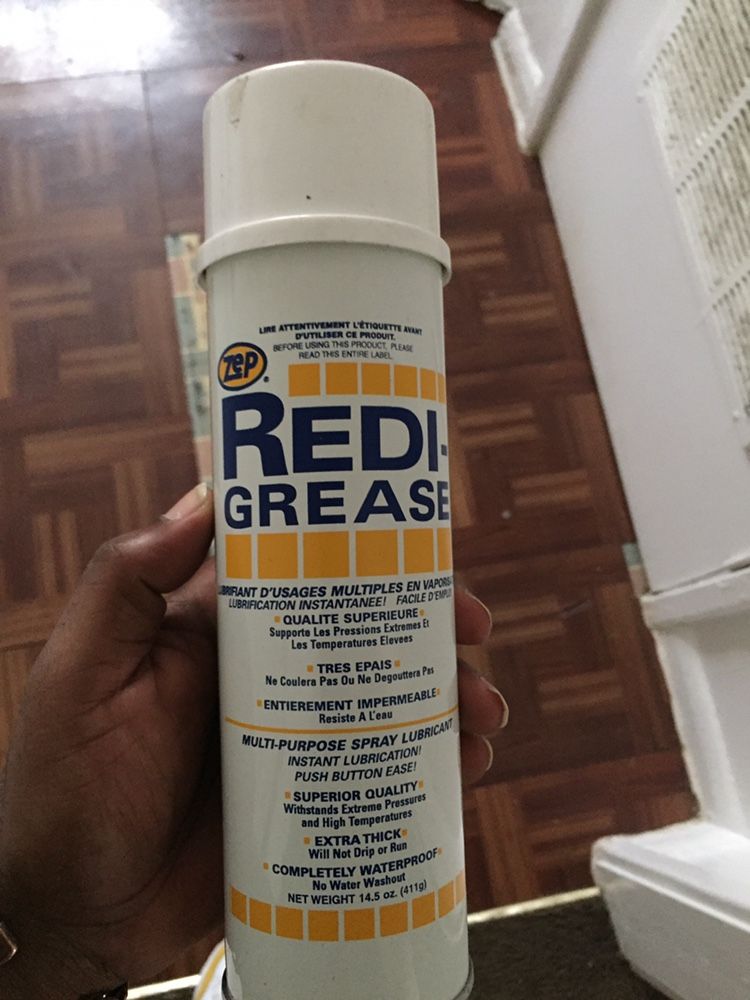 LIRE ATTENTIVEMENT L'ÉTIQUETTE AVANT
D'UTILISER CE PRODUIT.
BEFORE USING THIS PRODUCT, PLEASE
READ THIS ENTIRE LABEL.
Zep®
REDI-
GREASE
D'USAGES MULTIPLES EN
LUBRIFICATION INSTANTANEE! FACILE
QUALITE SUPERIEURE
Supporte Les Pressions Extremes Et
Les Temperatures Elevees
TRES EPAIS
Ne Coulera Pas Ou Ne Degouttera Pas
ENTIEREMENT IMPERMEABLE
Resiste A L'eau
MULTI-PURPOSE SPRAY LUBRICANT
INSTANT LUBRICATION!
PUSH BUTTON EASE!
SUPERIOR QUALITY
Withstands Extreme Pressures
and High Temperatures
EXTRA THICK
Will Not Drip or Run
COMPLETELY WATERPROOF
No Water Washout
NET WEIGHT 14.5 oz. (411g)